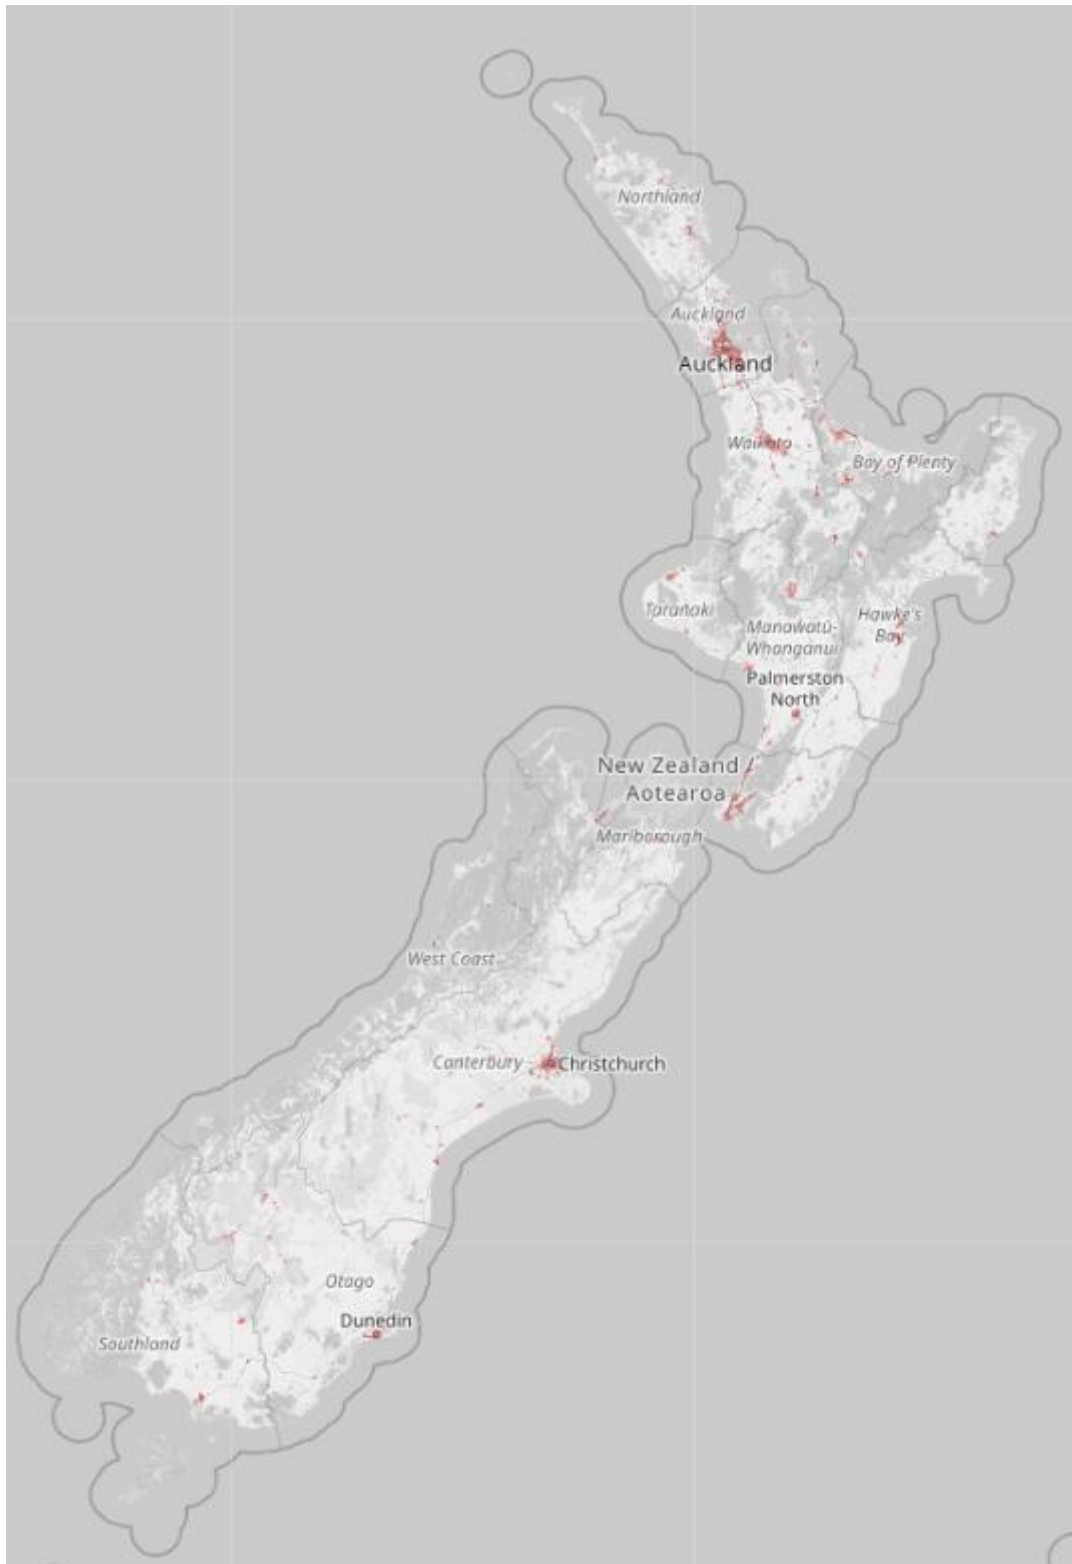 Northland
Auckland
Auckland
Waikato
Bay of Plenty
Taranaki
Hawke's
Bay
Manawatū-
Whanganui
Palmerston
North
New Zealand /
Aotearoa
Marlborough
West Coast
Canterbury
Christchurch
Otago
Dunedin
Southland